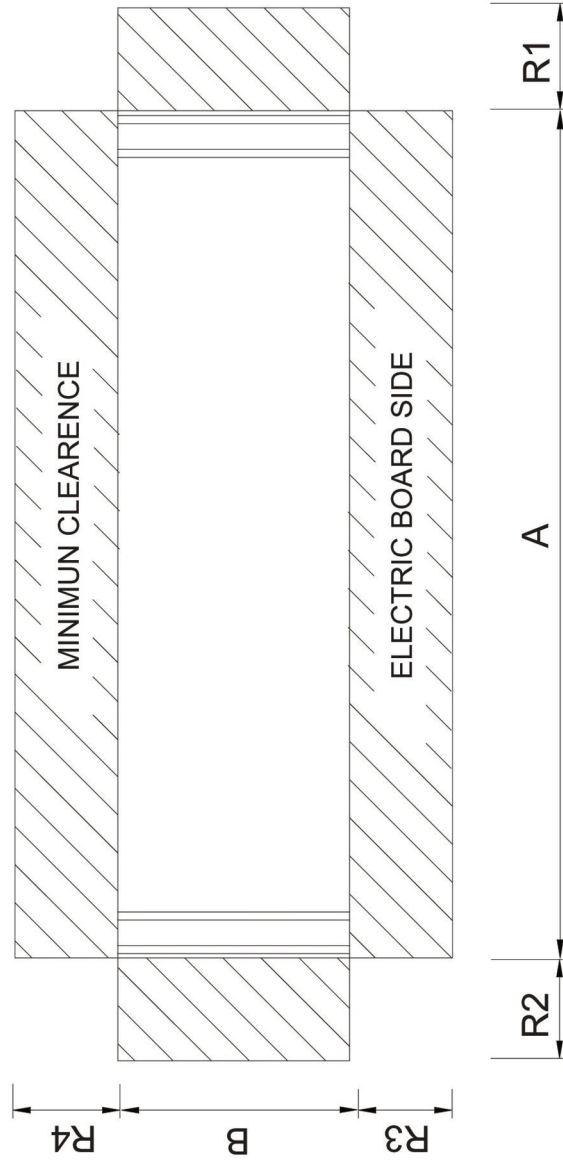 MINIMUN CLEARENCE
ELECTRIC BOARD SIDE
R2
A
R1
R4
B
R3